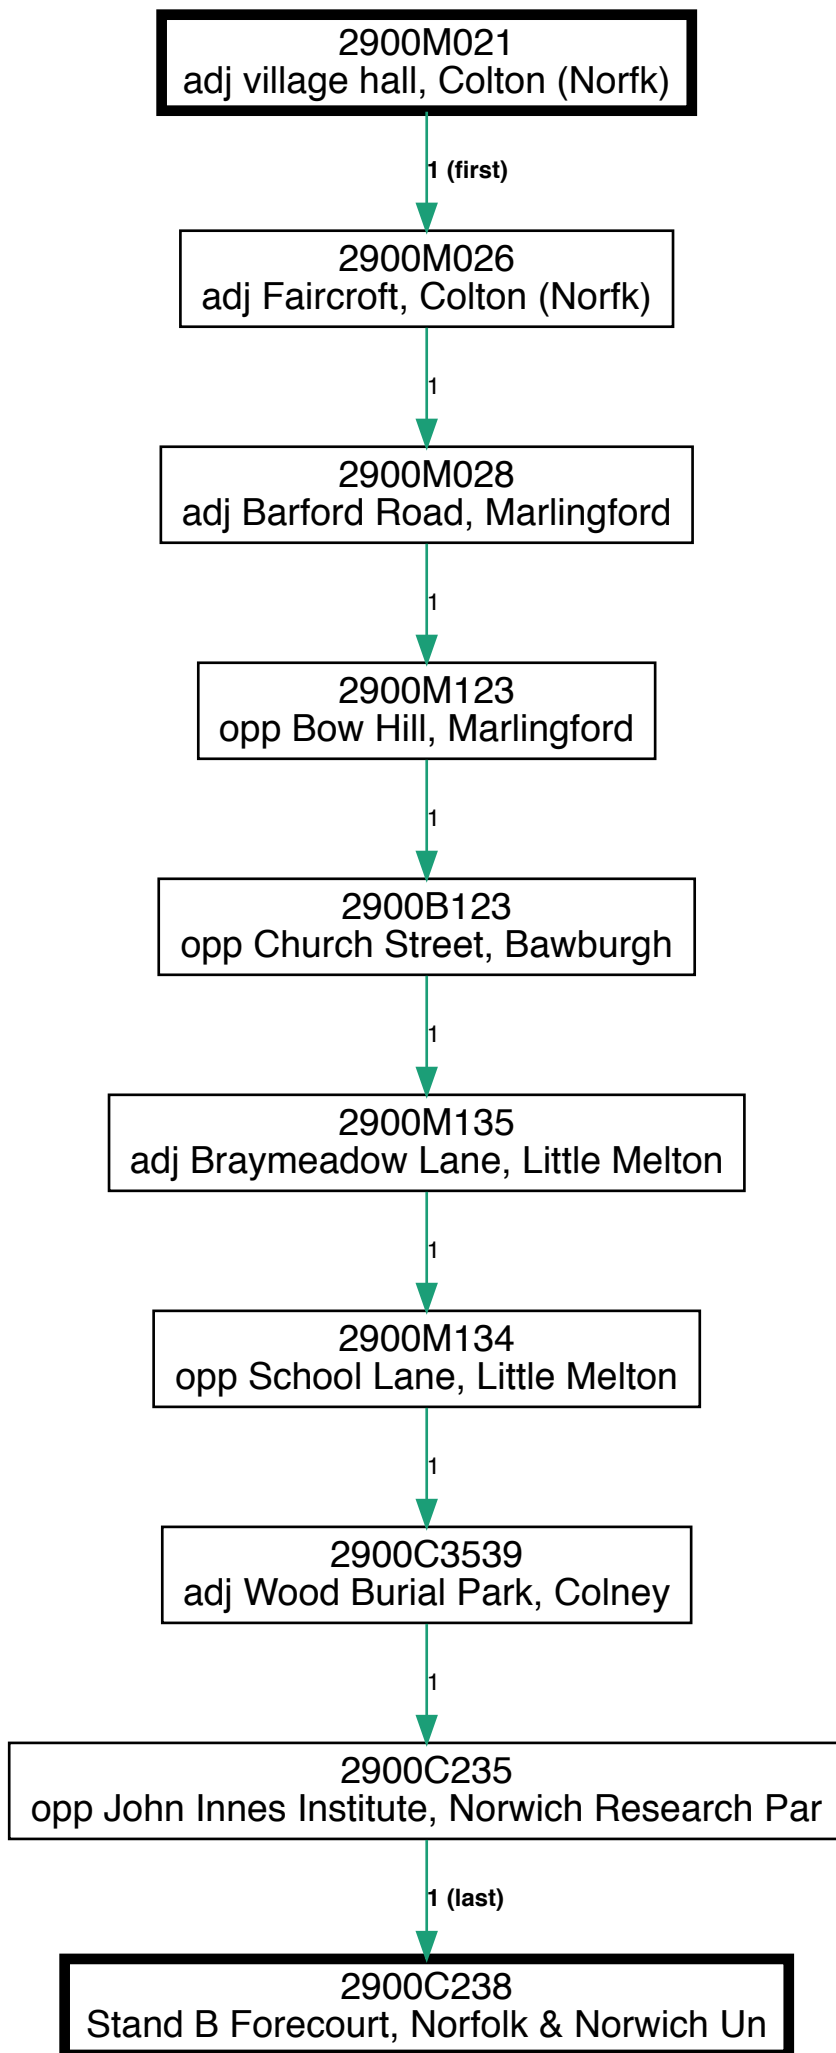 2900M021
adj village hall, Colton (Norfk)
1 (first)
2900M026
adj Faircroft, Colton (Norfk)
1
2900M028
adj Barford Road, Marlingford
1
2900M123
opp Bow Hill, Marlingford
1
2900B123
opp Church Street, Bawburgh
1
2900M135
adj Braymeadow Lane, Little Melton
1
2900M134
opp School Lane, Little Melton
1
2900C3539
adj Wood Burial Park, Colney
1
2900C235
opp John Innes Institute, Norwich Research Par
1 (last)
2900C238
Stand B Forecourt, Norfolk & Norwich Un